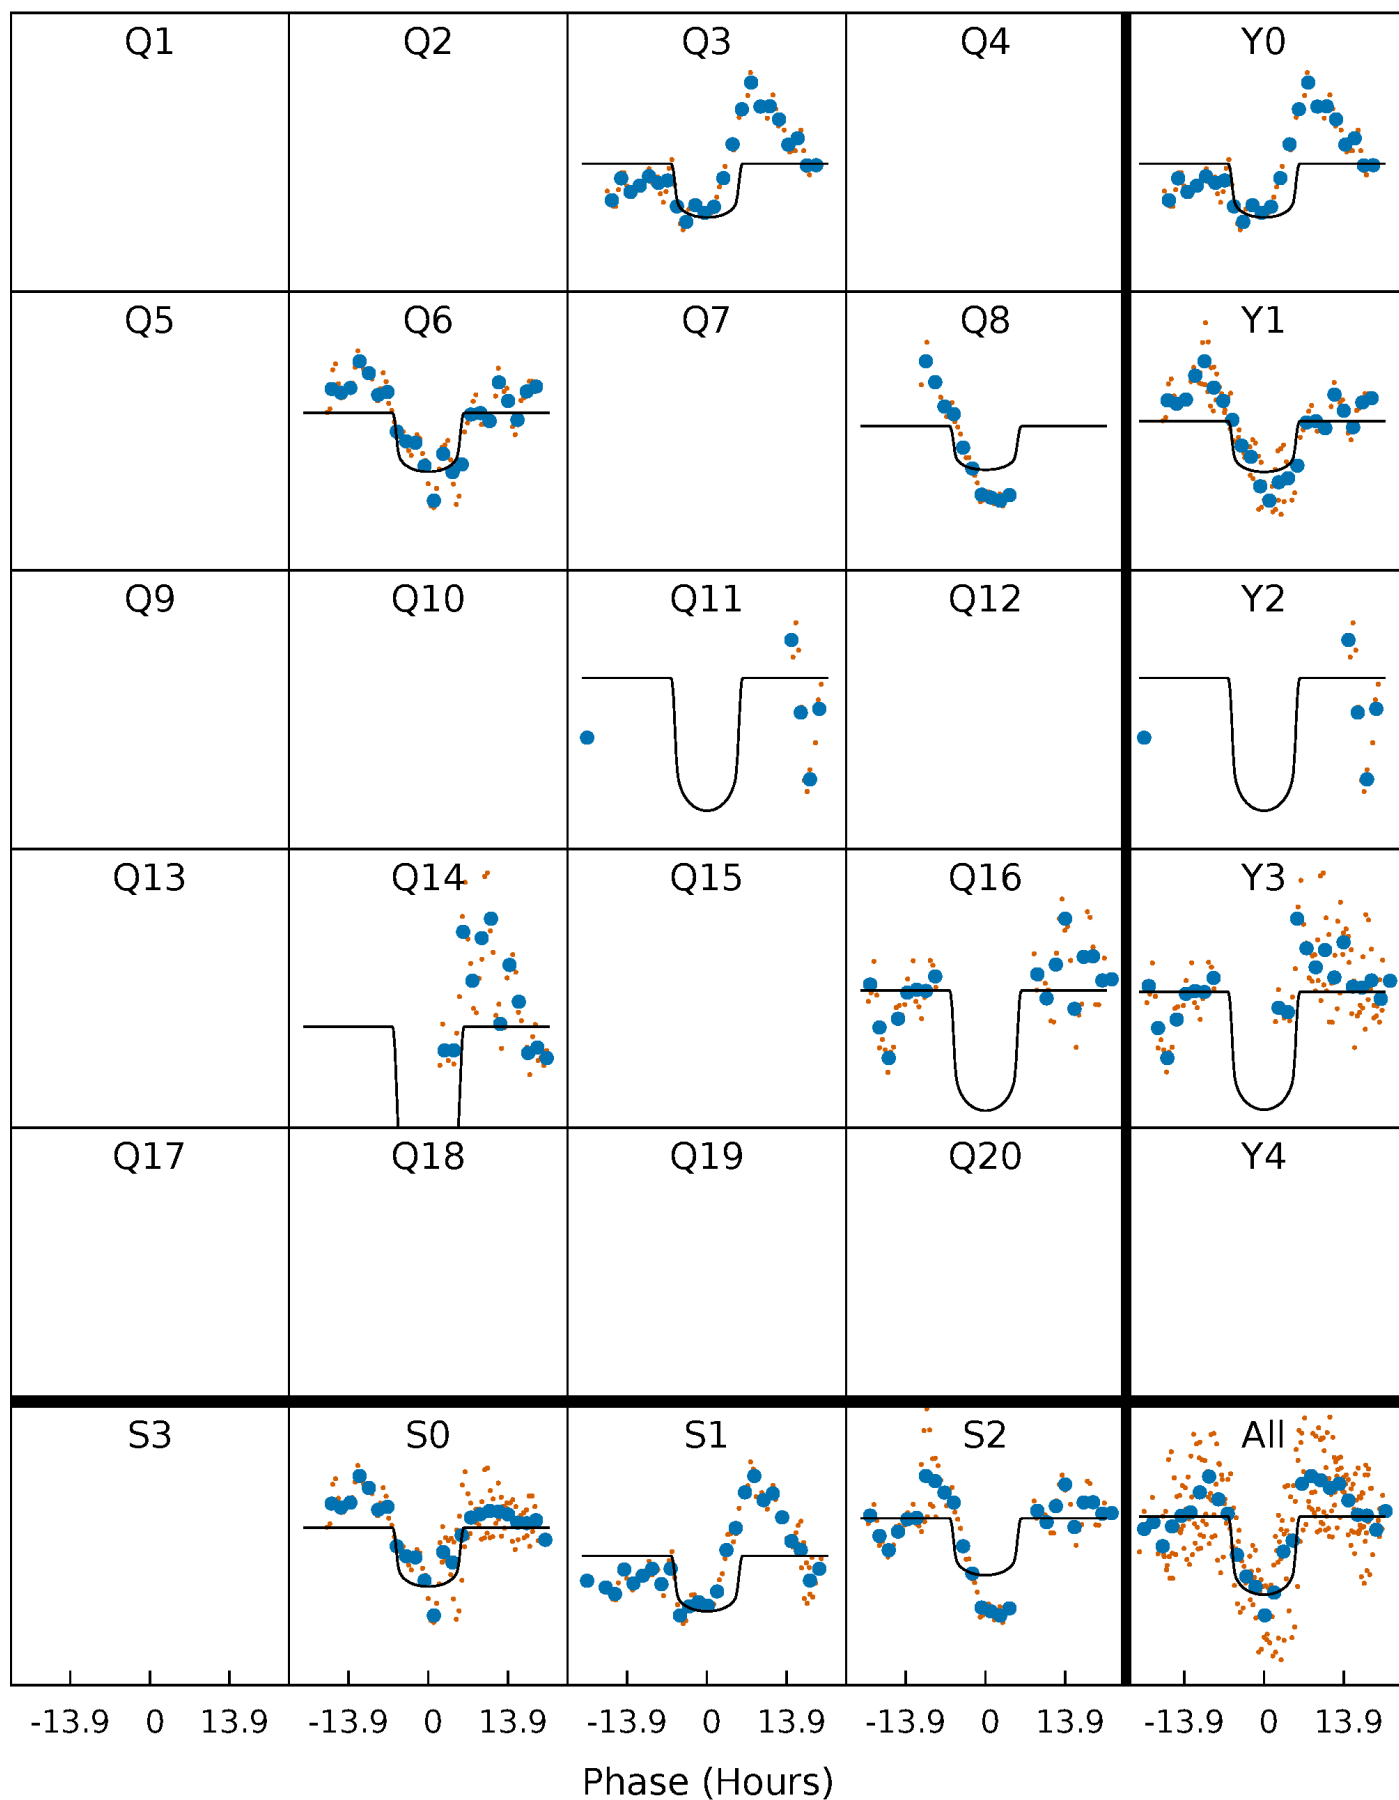 Q1 Q2 Q3 Q4 Y0
Q5 Q6 Q7 Q8 Y1
Q9 Q10 Q11 Q12 Y2
Q13 Q14 Q15 Q16 Y3
Q17 Q18 Q19 Q20 Y4
S3 S0 S1 S2 All
-13.9 0 13.9 -13.9 0 13.9 -13.9 0 13.9 -13.9 0 13.9 -13.9 0 13.9
Phase (Hours)